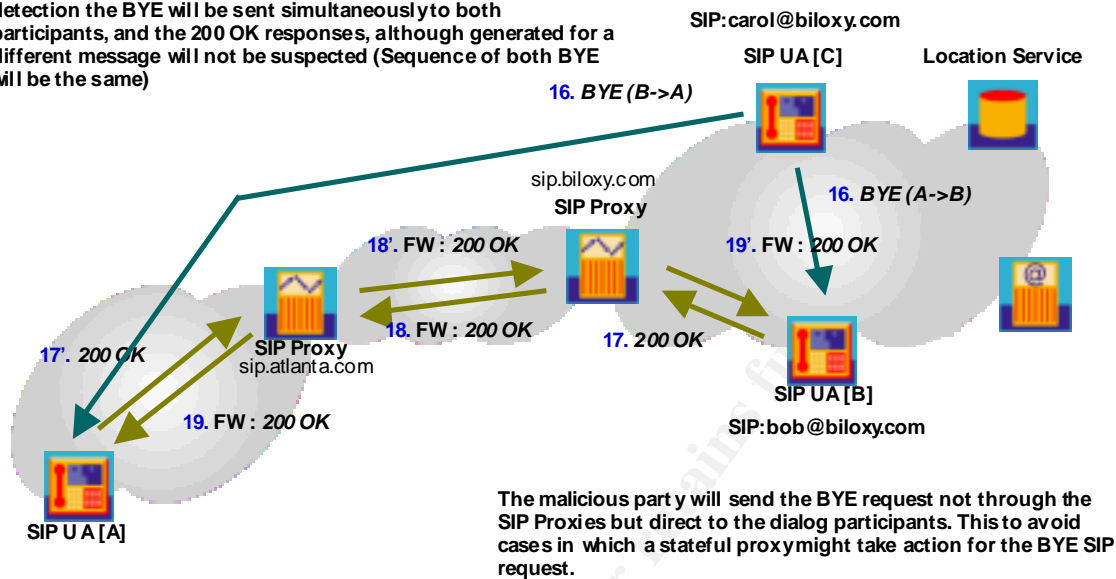 detection the BYE will be sent simultaneously to both
participants, and the 200 OK responses, although generated for a
different message will not be suspected (Sequence of both BYE
will be the same)
SIP:carol@biloxy.com
SIP UA [C]
Location Service
16. BYE (B->A)
sip.biloxy.com
SIP Proxy
16. BYE (A->B)
18'. FW : 200 OK
19'. FW : 200 OK
18. FW : 200 OK
17. 200 OK
17'. 200 OK
SIP Proxy
sip.atlanta.com
@
SIP UA [B]
SIP:bob@biloxy.com
19. FW : 200 OK
SIP UA [A]
The malicious party will send the BYE request not through the
SIP Proxies but direct to the dialog participants. This to avoid
cases in which a stateful proxy might take action for the BYE SIP
request.